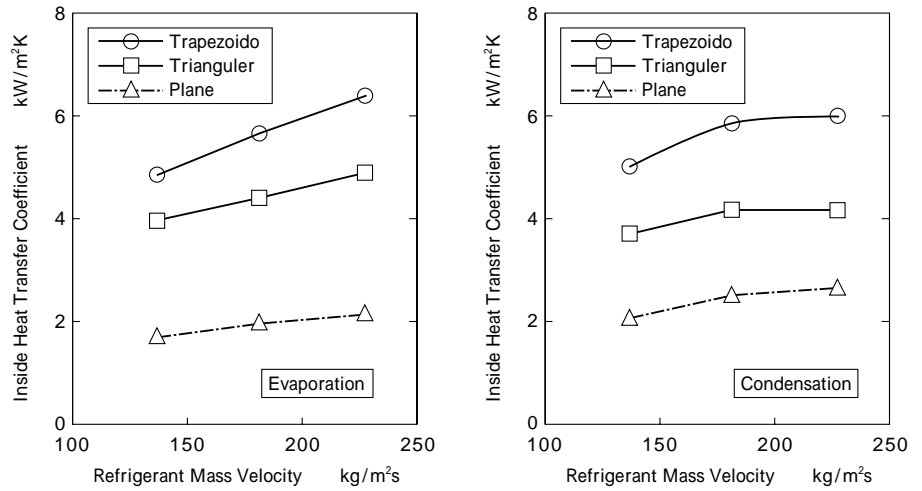 Inside Heat Transfer Coefficient kW/m²K
8
6
4
2
0
Trapezoido
Trianguler
Plane
Evaporation
100 150 200 250
Refrigerant Mass Velocity kg/m²s
Inside Heat Transfer Coefficient kW/m²K
8
6
4
2
0
Trapezoido
Trianguler
Plane
Condensation
100 150 200 250
Refrigerant Mass Velocity kg/m²s